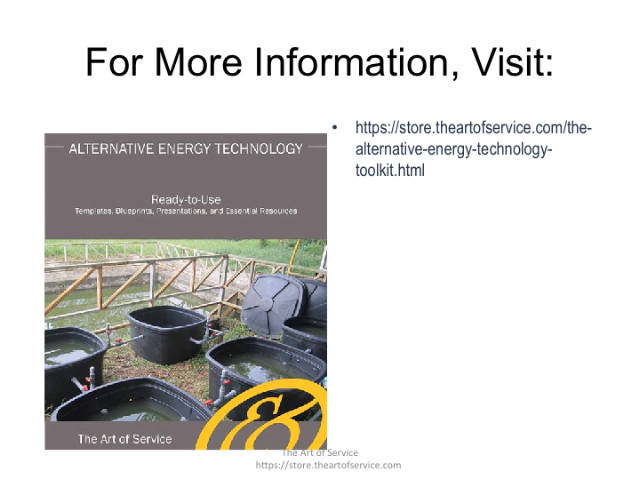 For More Information, Visit:
• https://store.theartofservice.com/the-
alternative-energy-technology-
toolkit.html
ALTERNATIVE ENERGY TECHNOLOGY
Ready-to-Use
Templates, Blueprints, Presentations, and Essential Resources
&
The Art of Service
The Art of Service
https://store.theartofservice.com